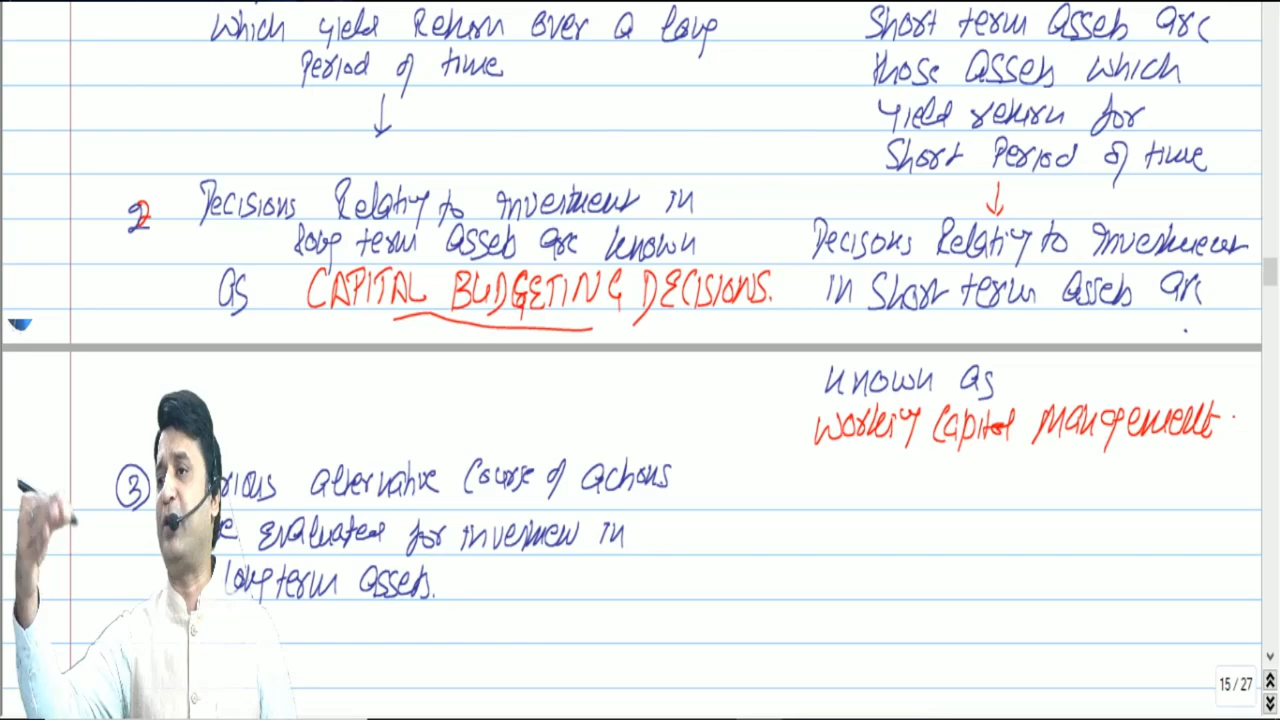 which yield Return over a long
Period of time
2 Decisions Relating to investment in
long term assets are known
as CAPITAL BUDGETING DECISIONS.
Short term assets are
those assets which
yield return for
Short Period of time
Decisions Relating to Investment
in Short term assets are
known as
working capital management.
3 rious alternative course of actions
e evaluated for investmen in
long term assets.
15 / 27